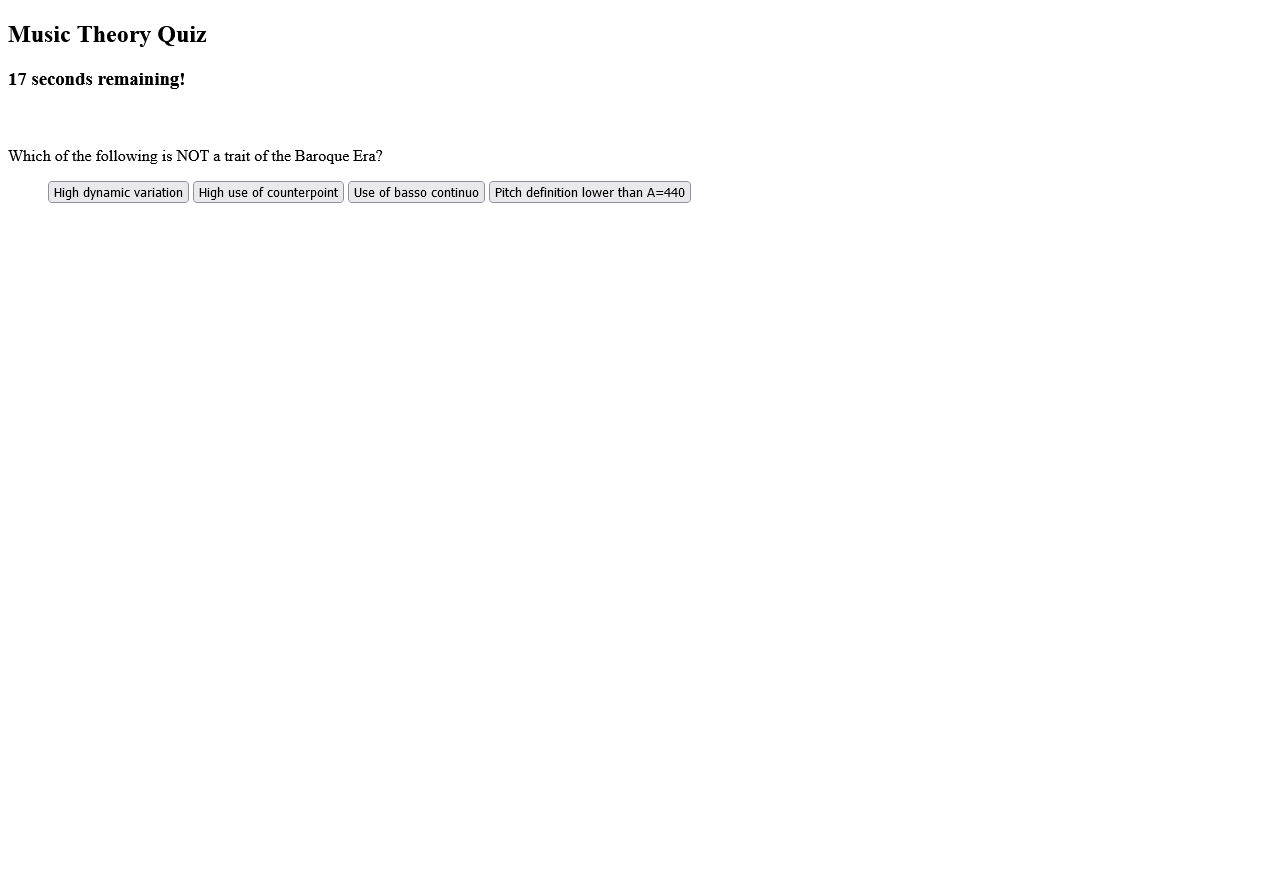 Music Theory Quiz
17 seconds remaining!
Which of the following is NOT a trait of the Baroque Era?
High dynamic variation High use of counterpoint Use of basso continuo Pitch definition lower than A=440